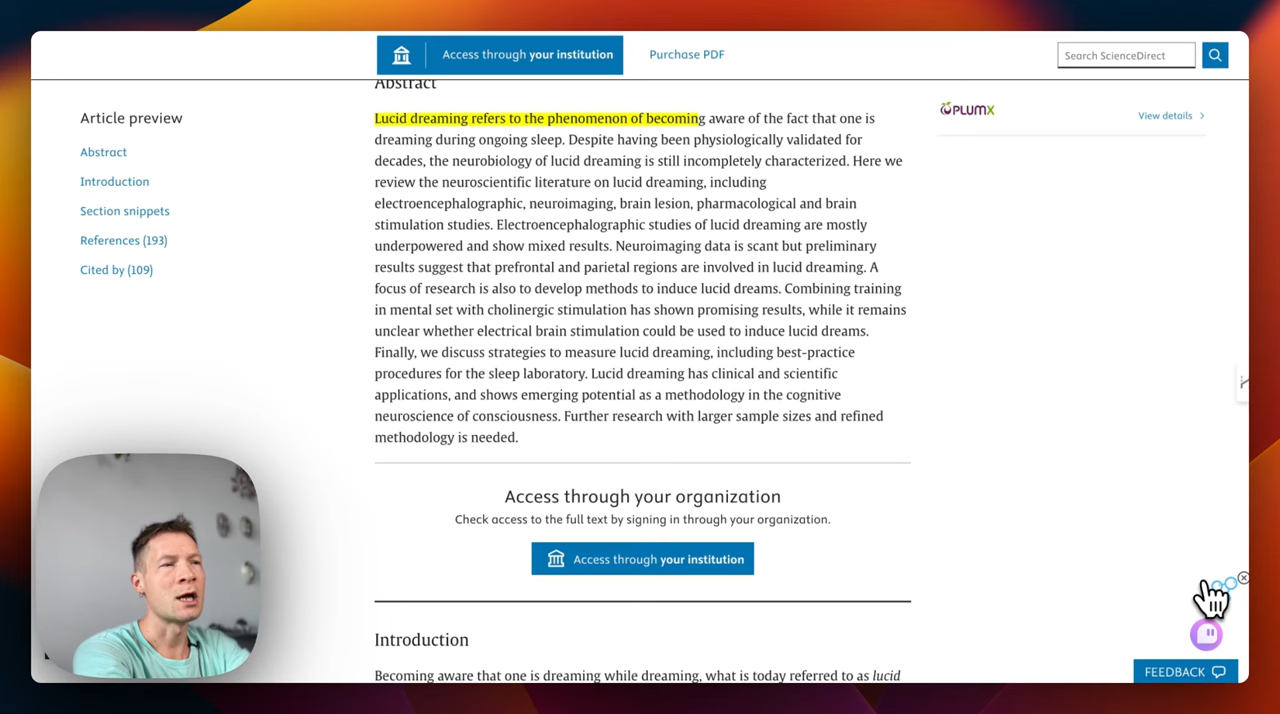 Access through your institution
Purchase PDF
Search ScienceDirect
Abstract
Article preview
Abstract
Introduction
Section snippets
References (193)
Cited by (109)
Lucid dreaming refers to the phenomenon of becoming aware of the fact that one is
dreaming during ongoing sleep. Despite having been physiologically validated for
decades, the neurobiology of lucid dreaming is still incompletely characterized. Here we
review the neuroscientific literature on lucid dreaming, including
electroencephalographic, neuroimaging, brain lesion, pharmacological and brain
stimulation studies. Electroencephalographic studies of lucid dreaming are mostly
underpowered and show mixed results. Neuroimaging data is scant but preliminary
results suggest that prefrontal and parietal regions are involved in lucid dreaming. A
focus of research is also to develop methods to induce lucid dreams. Combining training
in mental set with cholinergic stimulation has shown promising results, while it remains
unclear whether electrical brain stimulation could be used to induce lucid dreams.
Finally, we discuss strategies to measure lucid dreaming, including best-practice
procedures for the sleep laboratory. Lucid dreaming has clinical and scientific
applications, and shows emerging potential as a methodology in the cognitive
neuroscience of consciousness. Further research with larger sample sizes and refined
methodology is needed.
PLUMX
View details
Access through your organization
Check access to the full text by signing in through your organization.
Access through your institution
Introduction
Becoming aware that one is dreaming while dreaming, what is today referred to as lucid
FEEDBACK